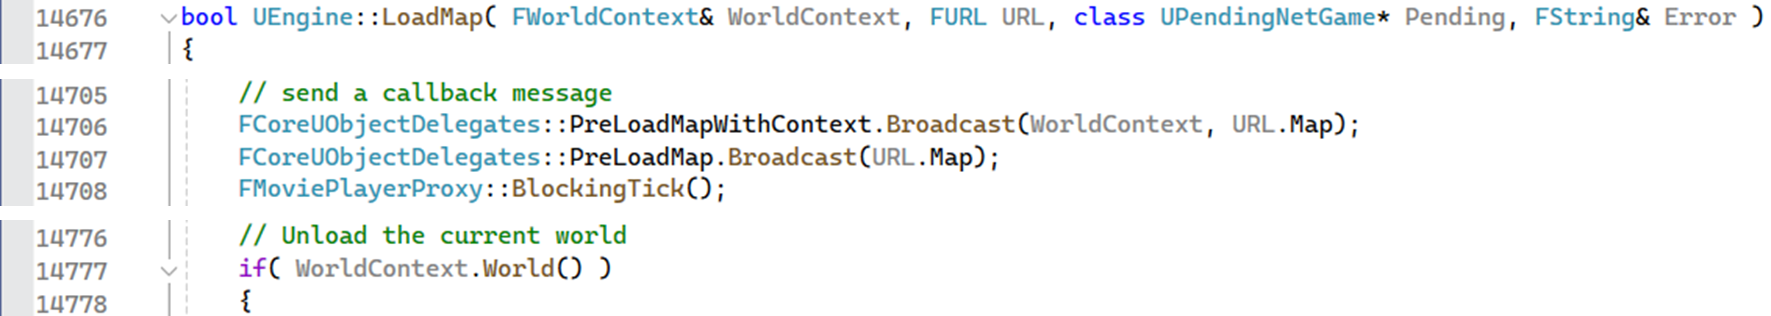 14676 bool UEngine::LoadMap( FWorldContext& WorldContext, FURL URL, class UPendingNetGame* Pending, FString& Error )
14677 {
14705 // send a callback message
14706 FCoreUObjectDelegates::PreLoadMapWithContext.Broadcast(WorldContext, URL.Map);
14707 FCoreUObjectDelegates::PreLoadMap.Broadcast(URL.Map);
14708 FMoviePlayerProxy::BlockingTick();
14776 // Unload the current world
14777 if( WorldContext.World() )
14778 {